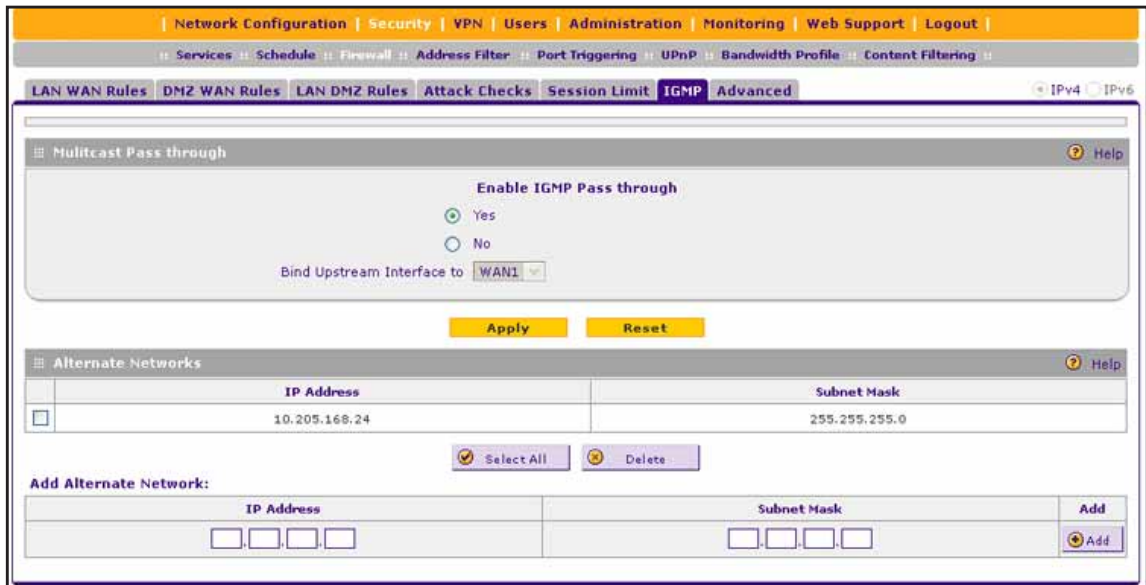 | Network Configuration | Security | VPN | Users | Administration | Monitoring | Web Support | Logout |
:: Services :: Schedule :: Firewall :: Address Filter :: Port Triggering :: UPnP :: Bandwidth Profile :: Content Filtering ::
LAN WAN Rules DMZ WAN Rules LAN DMZ Rules Attack Checks Session Limit IGMP Advanced IPv4 IPv6
Mulitcast Pass through ? Help
Enable IGMP Pass through
Yes
No
Bind Upstream Interface to WAN1
Apply Reset
Alternate Networks ? Help
IP Address Subnet Mask
10.205.168.24 255.255.255.0
Select All Delete
Add Alternate Network:
IP Address Subnet Mask Add
. . . . . . Add